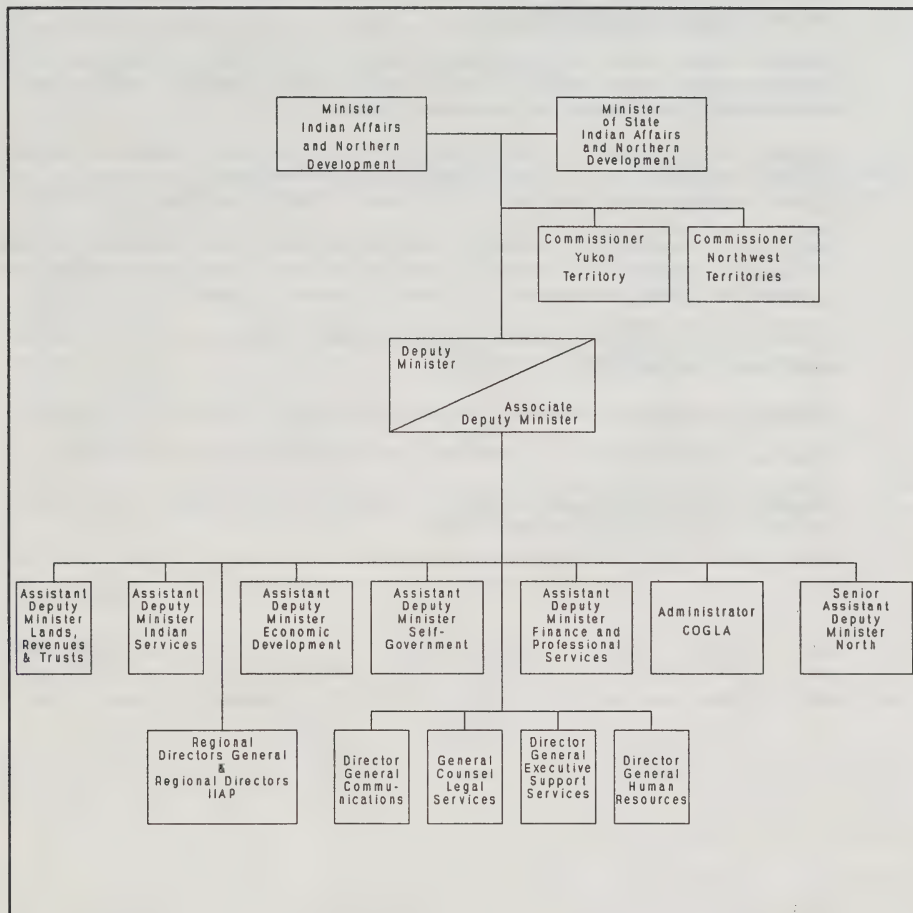 Minister
Indian Affairs
and Northern
Development
Minister
of State
Indian Affairs
and Northern
Development
Commissioner
Yukon
Territory
Commissioner
Northwest
Territories
Deputy
Minister
Associate
Deputy Minister
Assistant
Deputy
Minister
Lands,
Revenues
& Trusts
Assistant
Deputy
Minister
Indian
Services
Assistant
Deputy
Minister
Economic
Development
Assistant
Deputy
Minister
Self-
Government
Assistant
Deputy
Minister
Finance and
Professional
Services
Administrator
COGLA
Senior
Assistant
Deputy
Minister
North
Regional
Directors General
&
Regional Directors
IIAP
Director
General
Commu-
nications
General
Counsel
Legal
Services
Director
General
Executive
Support
Services
Director
General
Human
Resources